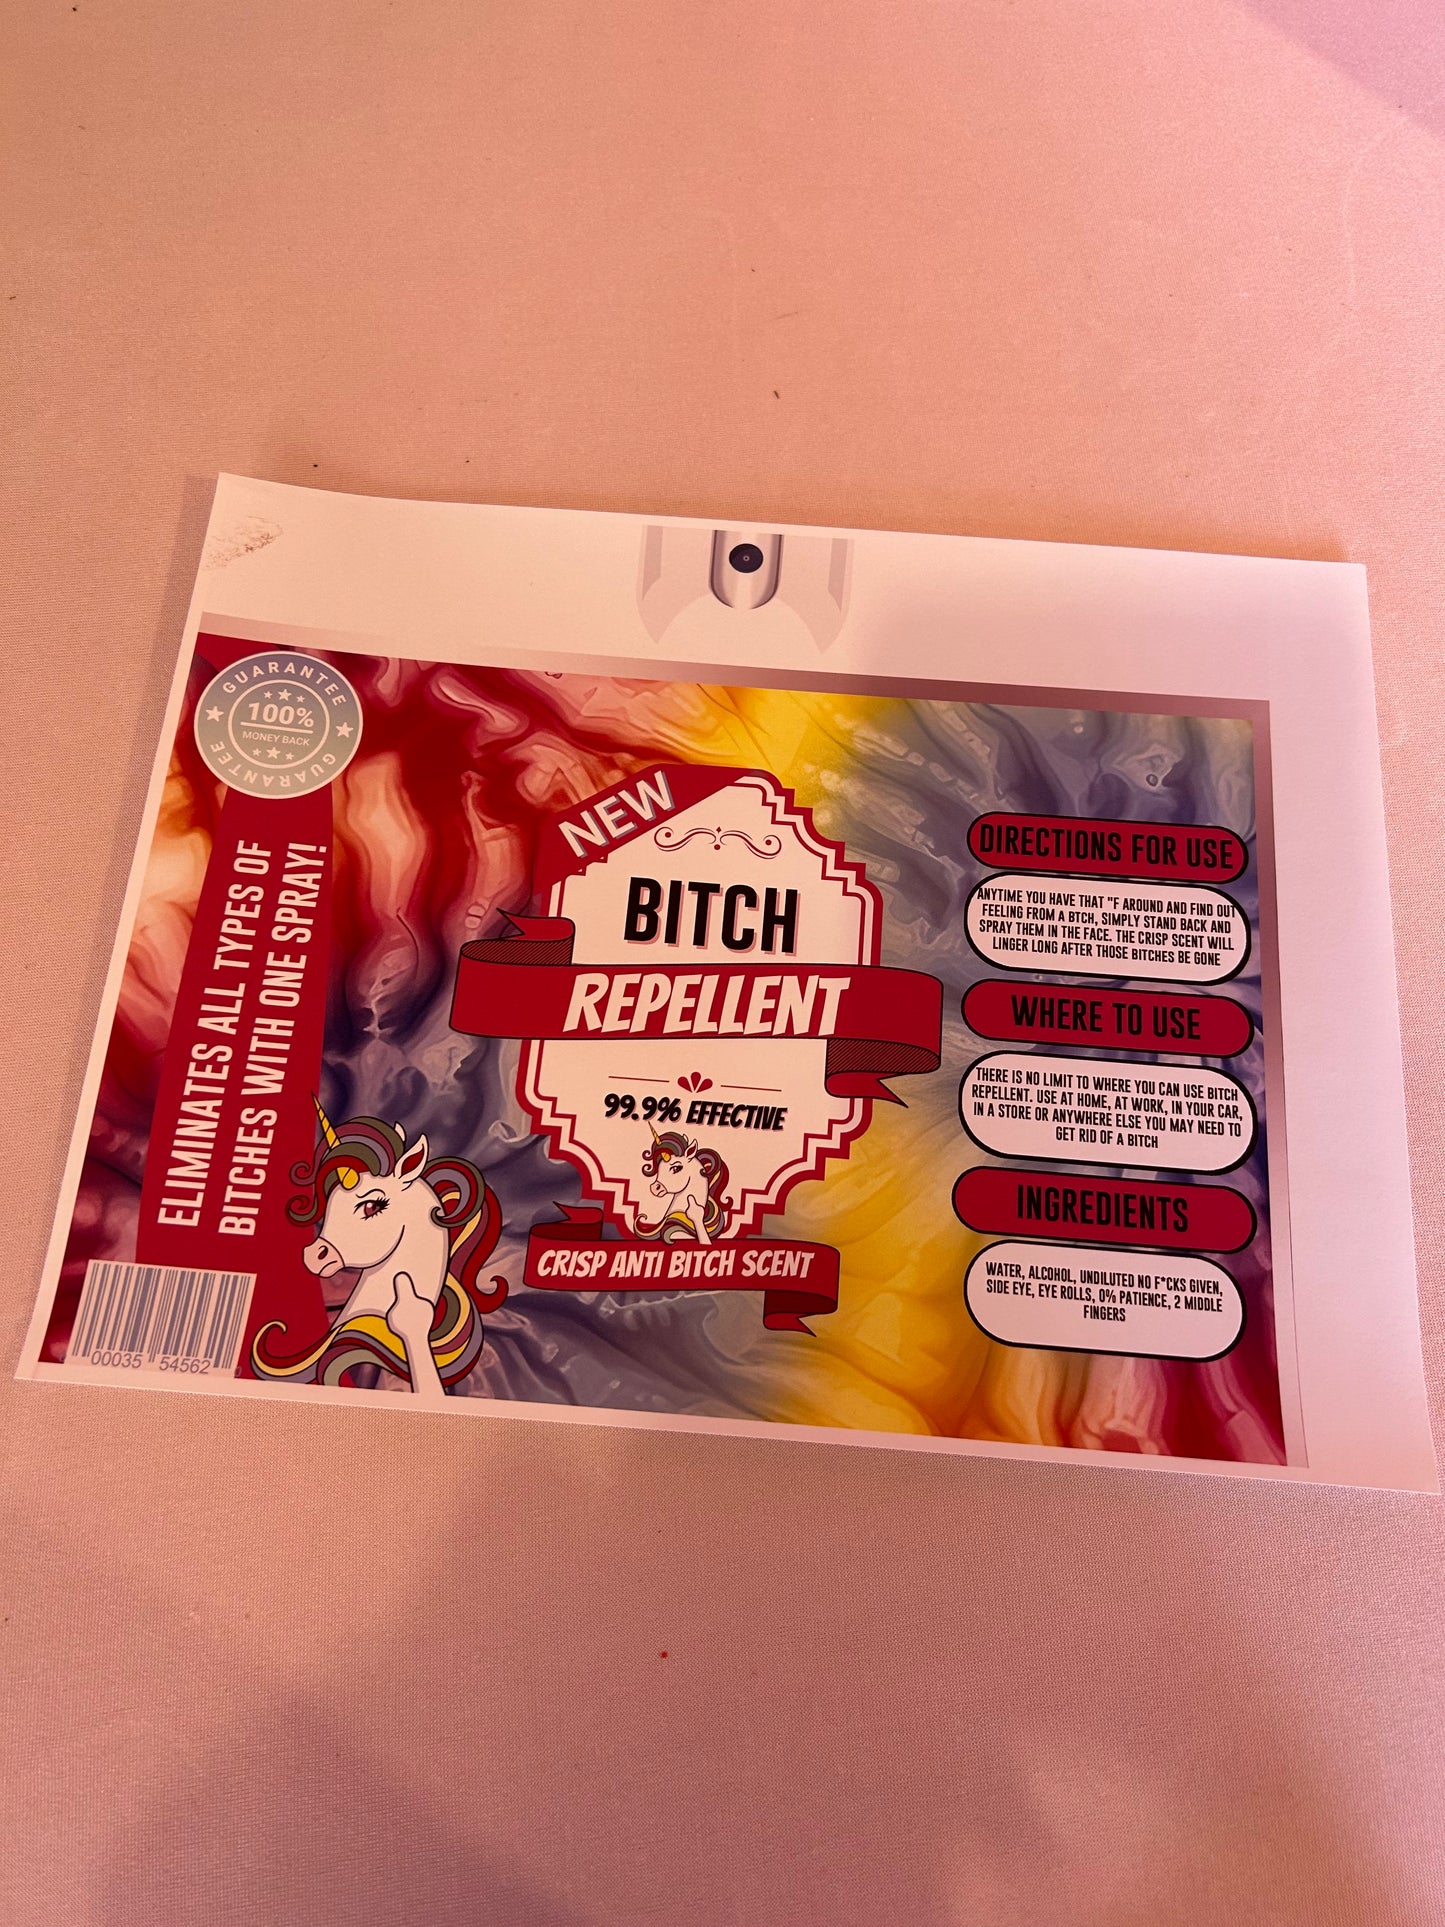 GUARANTEE
100%
MONEY BACK
GUARANTEE
ELIMINATES ALL TYPES OF
BITCHES WITH ONE SPRAY!
00035 54562 0
NEW
BITCH
REPELLENT
99.9% EFFECTIVE
CRISP ANTI BITCH SCENT
DIRECTIONS FOR USE
ANYTIME YOU HAVE THAT "F AROUND AND FIND OUT
FEELING FROM A BTCH, SIMPLY STAND BACK AND
SPRAY THEM IN THE FACE. THE CRISP SCENT WILL
LINGER LONG AFTER THOSE BITCHES BE GONE
WHERE TO USE
THERE IS NO LIMIT TO WHERE YOU CAN USE BITCH
REPELLENT. USE AT HOME, AT WORK, IN YOUR CAR,
IN A STORE OR ANYWHERE ELSE YOU MAY NEED TO
GET RID OF A BITCH
INGREDIENTS
WATER, ALCOHOL, UNDILUTED NO F*CKS GIVEN,
SIDE EYE, EYE ROLLS, 0% PATIENCE, 2 MIDDLE
FINGERS